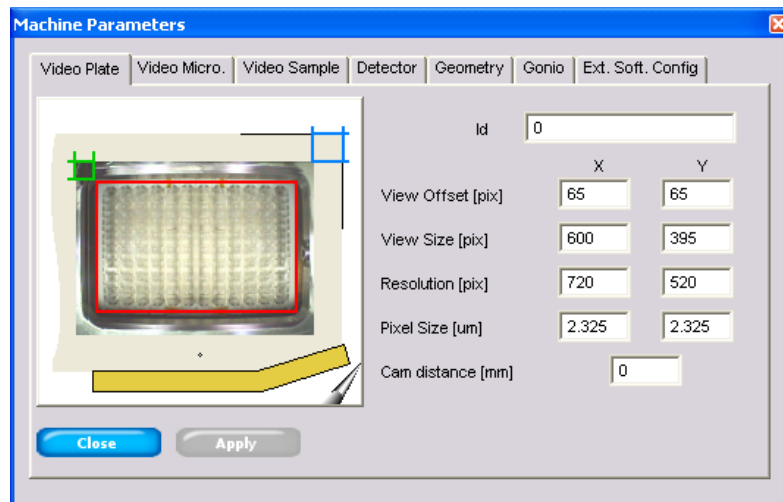 Machine Parameters
Video Plate Video Micro. Video Sample Detector Geometry Gonio Ext. Soft. Config
Id 0
X Y
View Offset [pix] 65 65
View Size [pix] 600 395
Resolution [pix] 720 520
Pixel Size [um] 2.325 2.325
Cam distance [mm] 0
Close Apply